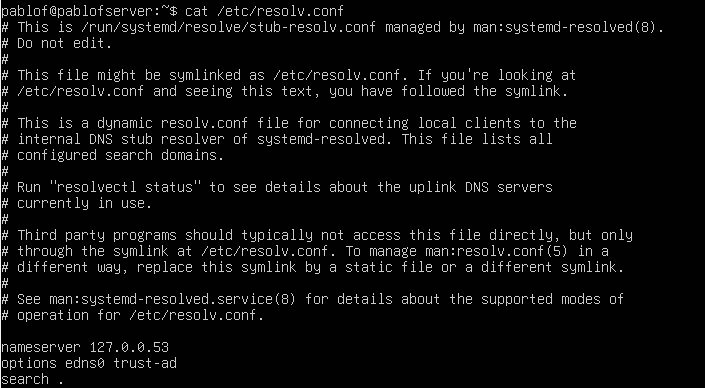 pablof@pablofserver:~$ cat /etc/resolv.conf
# This is /run/systemd/resolve/stub-resolv.conf managed by man:systemd-resolved(8).
# Do not edit.
#
# This file might be symlinked as /etc/resolv.conf. If you're looking at
# /etc/resolv.conf and seeing this text, you have followed the symlink.
#
# This is a dynamic resolv.conf file for connecting local clients to the
# internal DNS stub resolver of systemd-resolved. This file lists all
# configured search domains.
#
# Run "resolvectl status" to see details about the uplink DNS servers
# currently in use.
#
# Third party programs should typically not access this file directly, but only
# through the symlink at /etc/resolv.conf. To manage man:resolv.conf(5) in a
# different way, replace this symlink by a static file or a different symlink.
#
# See man:systemd-resolved.service(8) for details about the supported modes of
# operation for /etc/resolv.conf.

nameserver 127.0.0.53
options edns0 trust-ad
search .